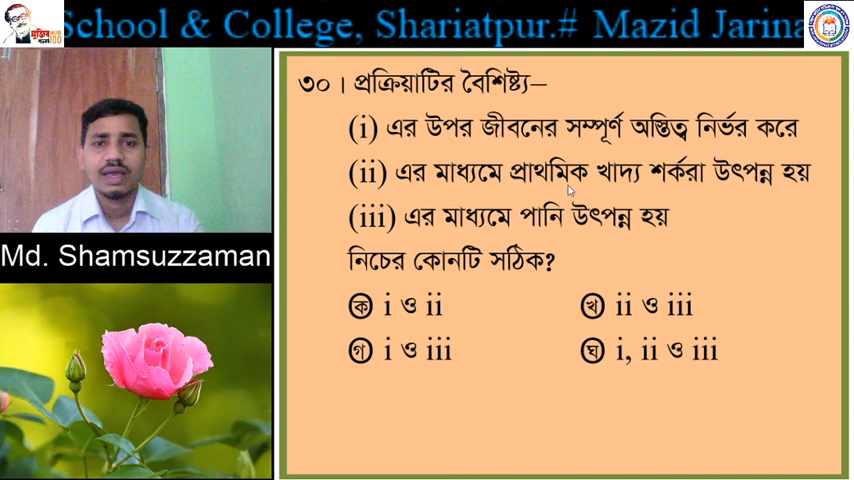 School & College, Shariatpur.# Mazid Jarina
মুজিব
100
৩০। প্রক্রিয়াটির বৈশিষ্ট্য–
(i) এর উপর জীবনের সম্পূর্ণ অস্তিত্ব নির্ভর করে
(ii) এর মাধ্যমে প্রাথমিক খাদ্য শর্করা উৎপন্ন হয়
(iii) এর মাধ্যমে পানি উৎপন্ন হয়
নিচের কোনটি সঠিক?
ক i ও ii
খ ii ও iii
গ i ও iii
ঘ i, ii ও iii
Md. Shamsuzzaman